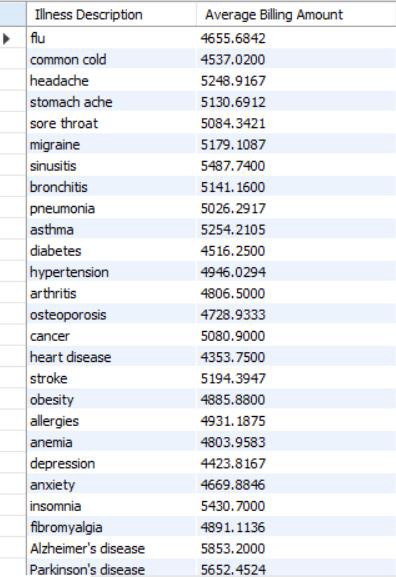 Illness Description Average Billing Amount
flu 4655.6842
common cold 4537.0200
headache 5248.9167
stomach ache 5130.6912
sore throat 5084.3421
migraine 5179.1087
sinusitis 5487.7400
bronchitis 5141.1600
pneumonia 5026.2917
asthma 5254.2105
diabetes 4516.2500
hypertension 4946.0294
arthritis 4806.5000
osteoporosis 4728.9333
cancer 5080.9000
heart disease 4353.7500
stroke 5194.3947
obesity 4885.8800
allergies 4931.1875
anemia 4803.9583
depression 4423.8167
anxiety 4669.8846
insomnia 5430.7000
fibromyalgia 4891.1136
Alzheimer's disease 5853.2000
Parkinson's disease 5652.4524